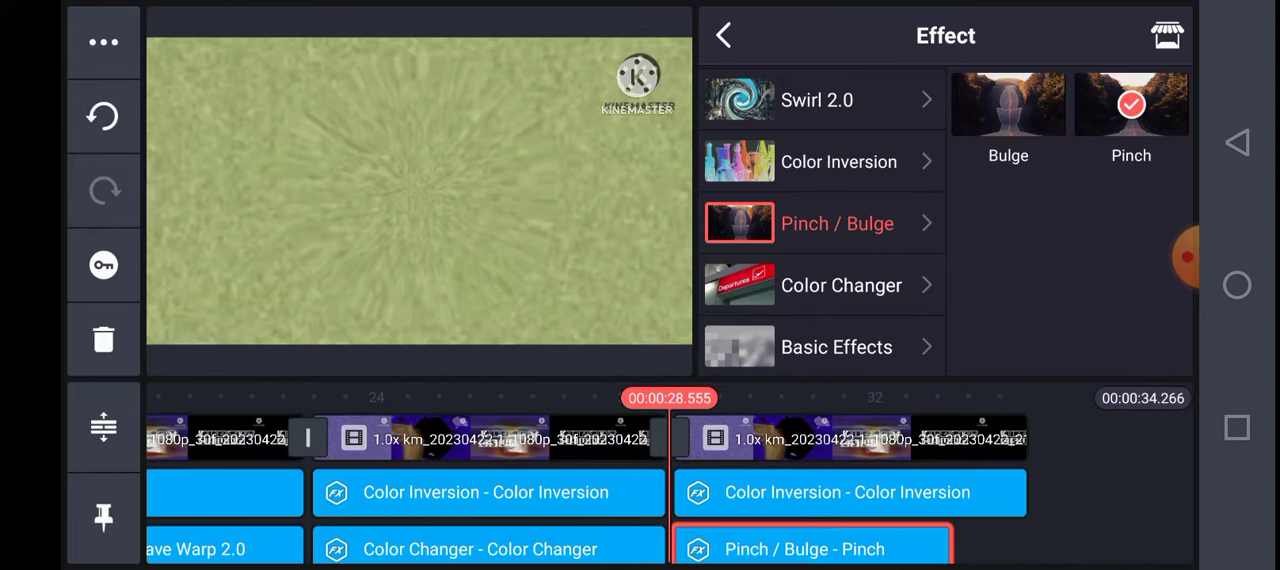 Effect
K
KINEMASTER
Swirl 2.0
Color Inversion
Pinch / Bulge
Color Changer
Basic Effects
Bulge
Pinch
24
00:00:28.555
32
00:00:34.266
1.0x km_20230422_1
1.0x km_20230422_1
Color Inversion - Color Inversion
Color Inversion - Color Inversion
ave Warp 2.0
Color Changer - Color Changer
Pinch / Bulge - Pinch